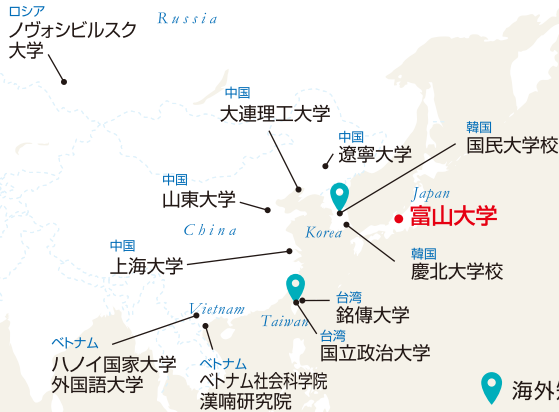 ロシア
ノヴォシビルスク
大学
Russia
中国
大連理工大学
中国
遼寧大学
韓国
国民大学校
中国
山東大学
Japan
富山大学
China
Korea
中国
上海大学
韓国
慶北大学校
台湾
銘傳大学
Vietnam
Taiwan
台湾
国立政治大学
ベトナム
ハノイ国家大学
外国語大学
ベトナム
ベトナム社会科学院
漢喃研究院
海外